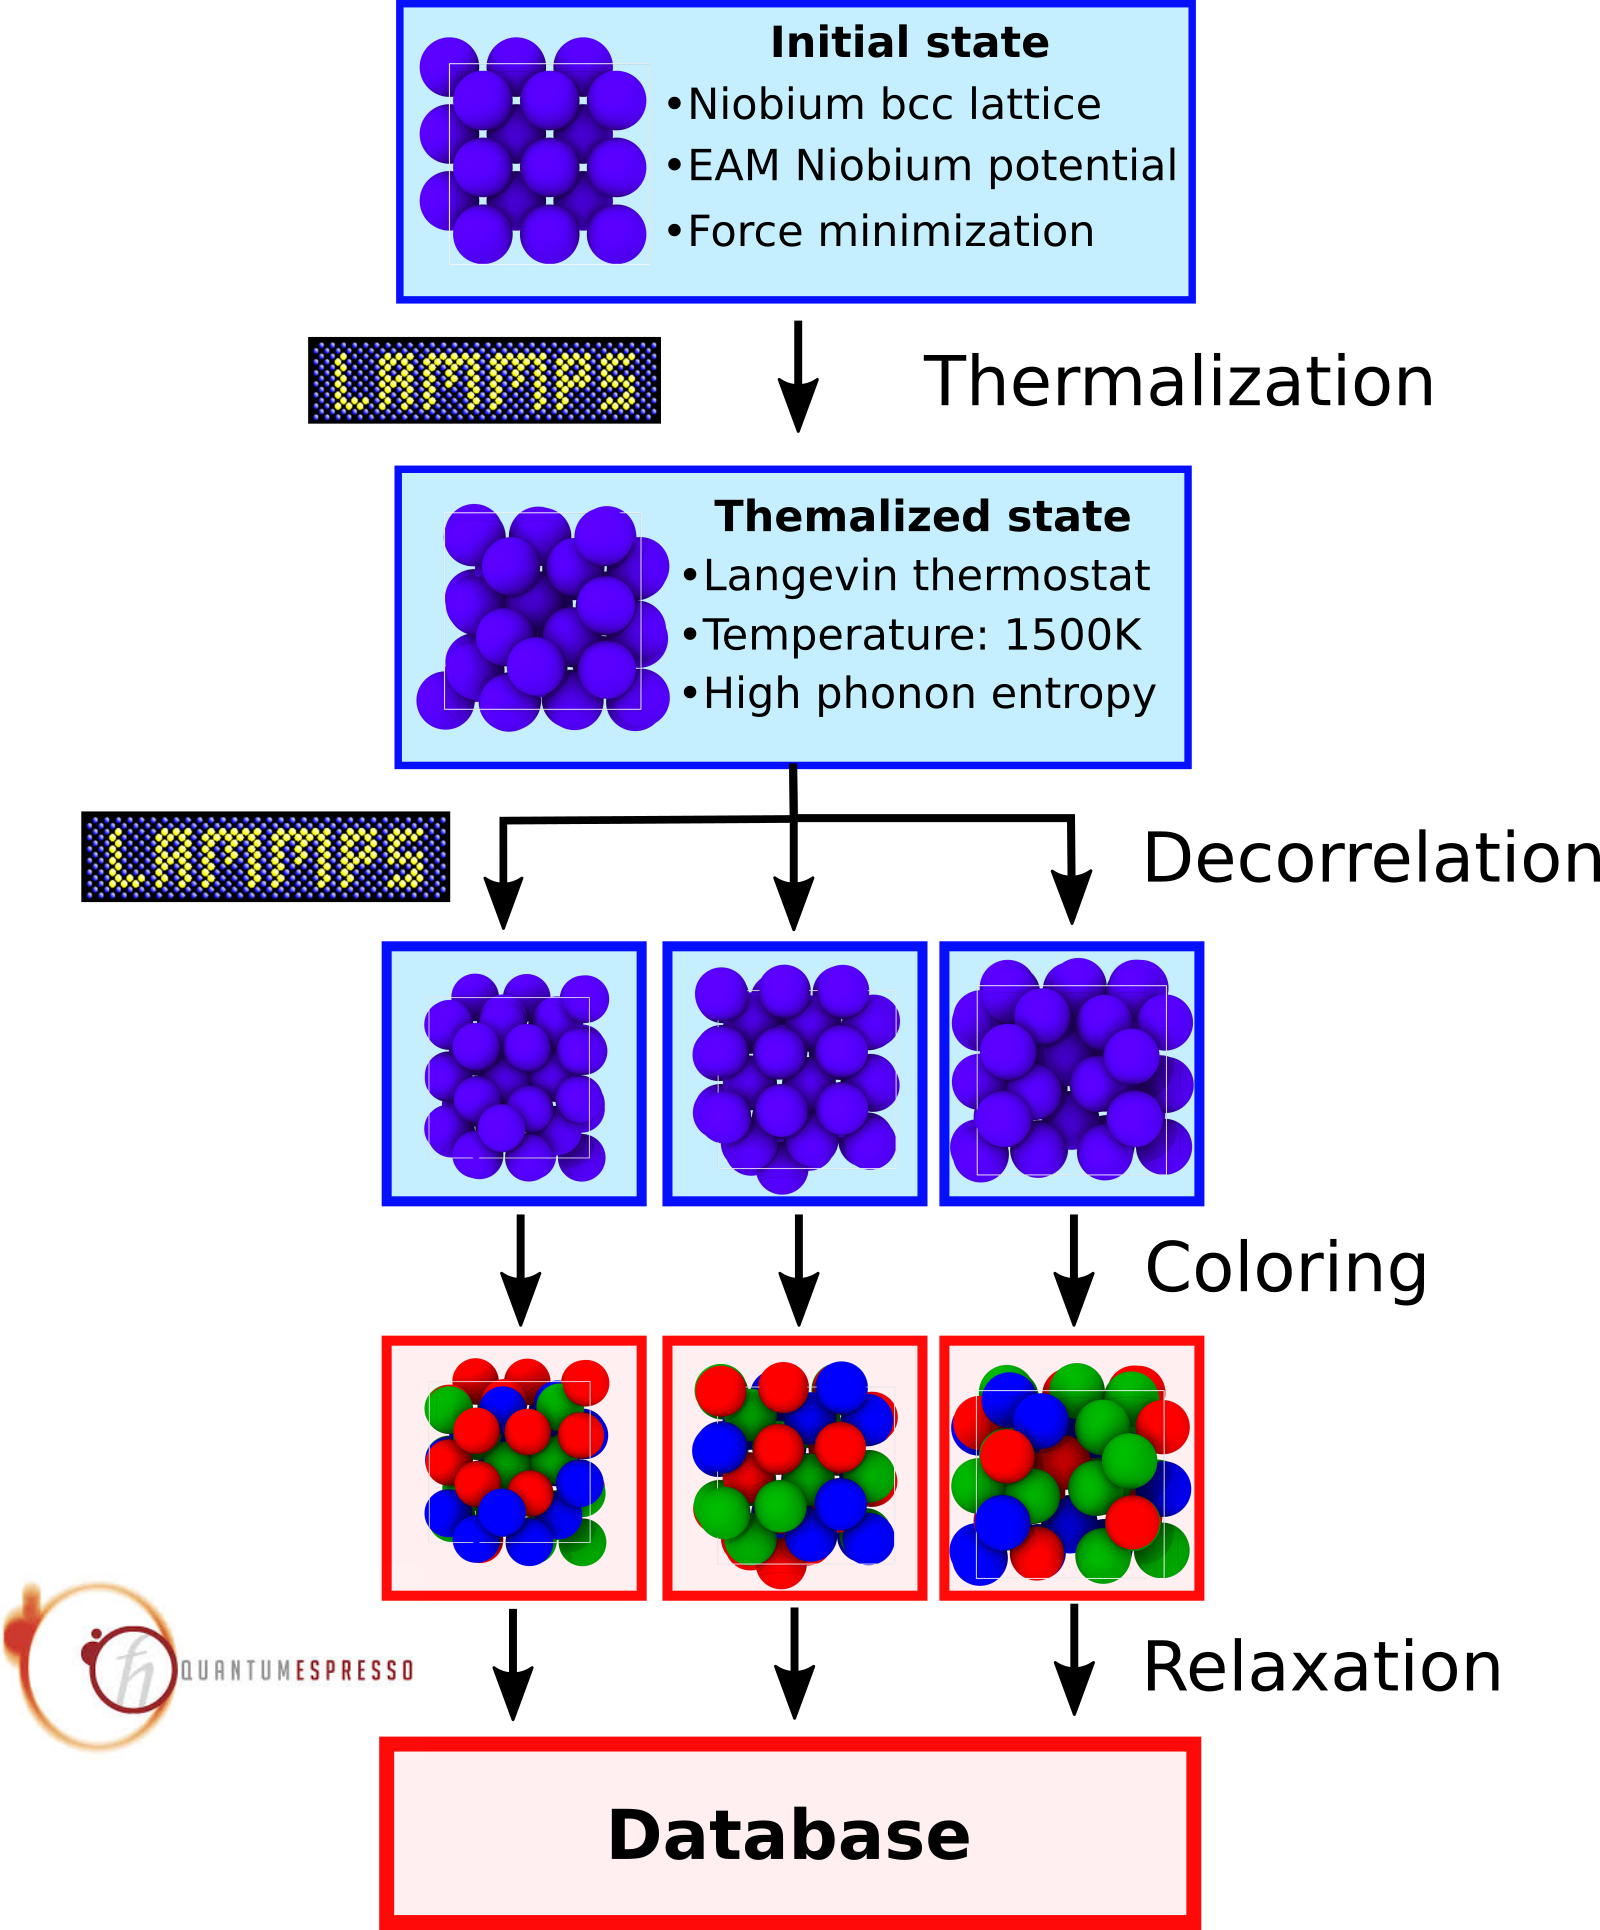 Initial state
•Niobium bcc lattice
•EAM Niobium potential
•Force minimization
LAMMPS
Thermalization
Themalized state
•Langevin thermostat
•Temperature: 1500K
•High phonon entropy
LAMMPS
Decorrelation
Coloring
ħ QUANTUMESPRESSO
Relaxation
Database